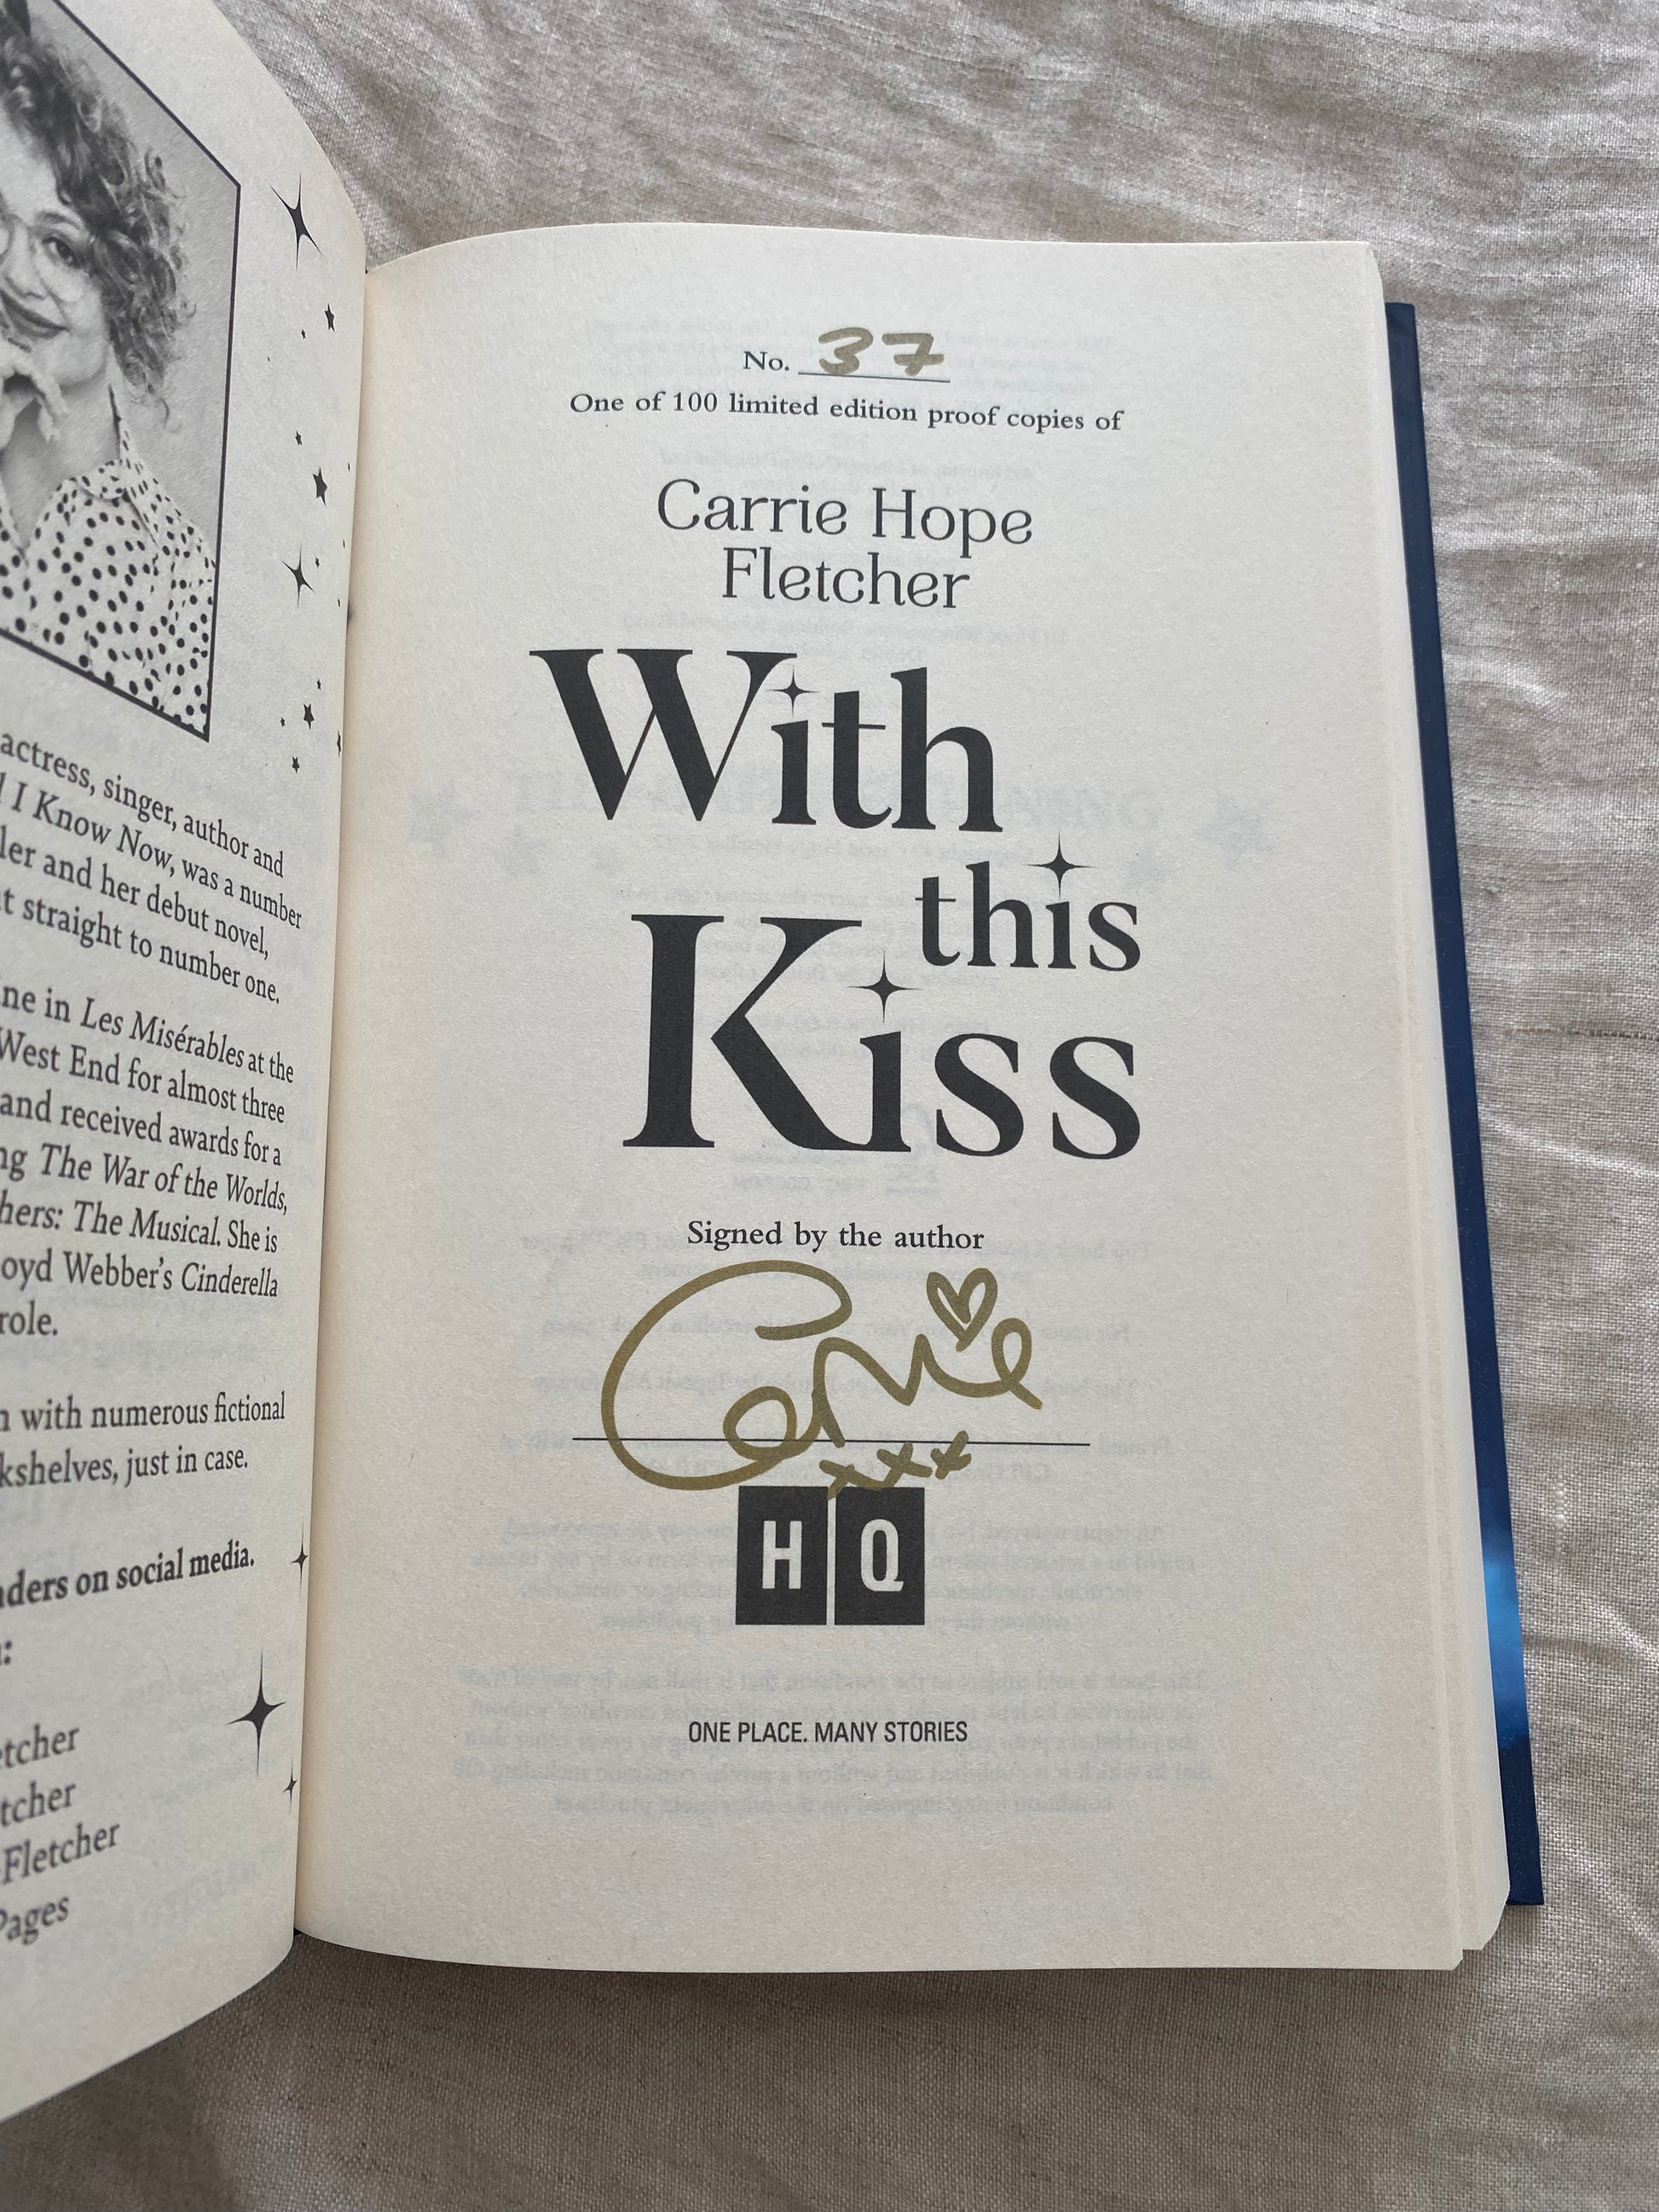 actress, singer, author and
I Know Now, was a number
ler and her debut novel,
t straight to number one.
ne in Les Misérables at the
West End for almost three
and received awards for a
ng The War of the Worlds,
hers: The Musical. She is
oyd Webber's Cinderella
role.
n with numerous fictional
kshelves, just in case.
ders on social media.
:
tcher
tcher
Fletcher
Pages
No. 37
One of 100 limited edition proof copies of
Carrie Hope
Fletcher
With
this
Kiss
Signed by the author
Carrie
xxx
HQ
ONE PLACE. MANY STORIES